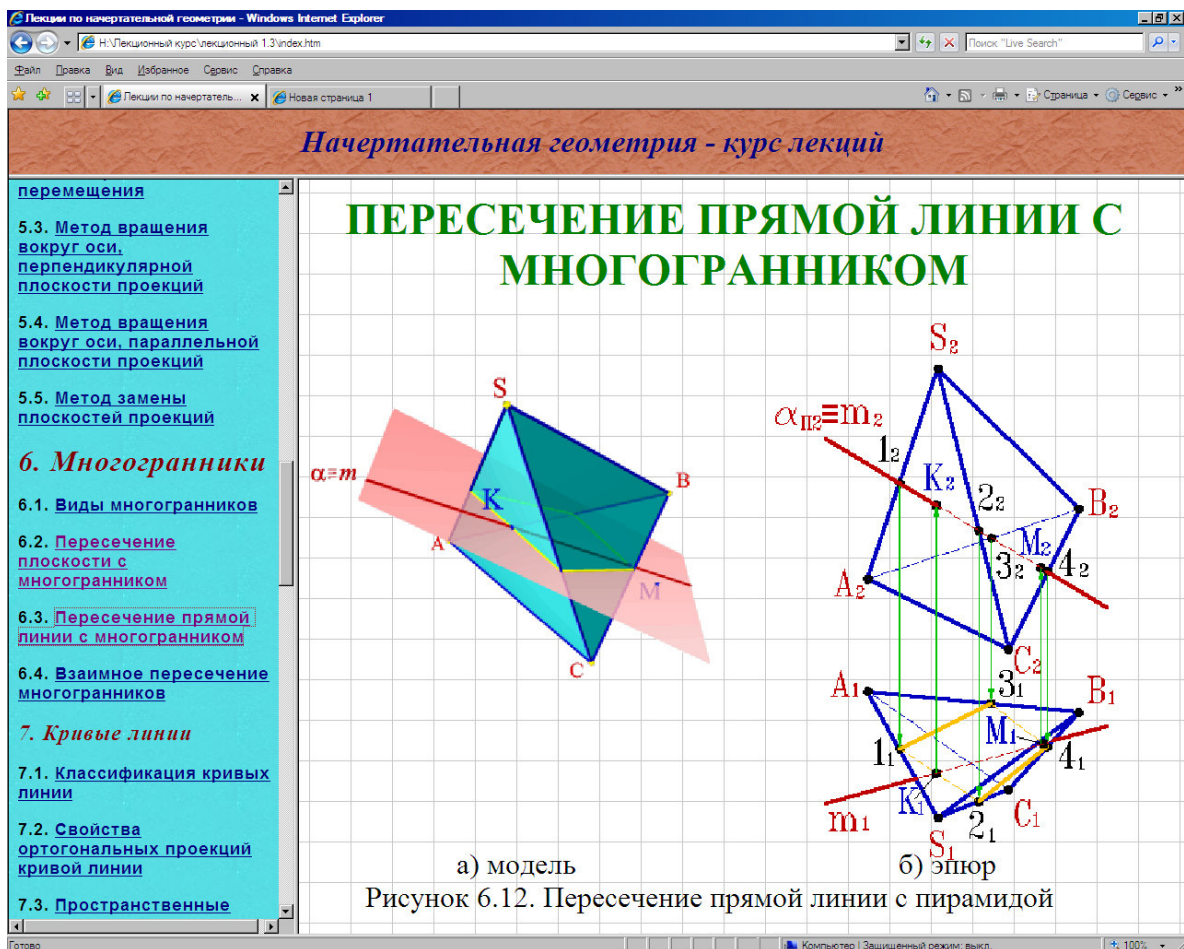 Лекции по начертательной геометрии - Windows Internet Explorer
H:\Лекционный курс\лекционный 1.3\index.htm
Поиск "Live Search"
Файл Правка Вид Избранное Сервис Справка
Лекции по начертатель... x
Новая страница 1
Страница
Сервис
»
Начертательная геометрия - курс лекций
перемещения
5.3. Метод вращения
вокруг оси,
перпендикулярной
плоскости проекций
5.4. Метод вращения
вокруг оси, параллельной
плоскости проекций
5.5. Метод замены
плоскостей проекций
6. Многогранники
6.1. Виды многогранников
6.2. Пересечение
плоскости с
многогранником
6.3. Пересечение прямой
линии с многогранником
6.4. Взаимное пересечение
многогранников
7. Кривые линии
7.1. Классификация кривых
линии
7.2. Свойства
ортогональных проекций
кривой линии
7.3. Пространственные
ПЕРЕСЕЧЕНИЕ ПРЯМОЙ ЛИНИИ С
МНОГОГРАННИКОМ
S
α≡m
K
B
A
M
C
S₂
α_П2≡m₂
1₂
K₂
2₂
B₂
M₂
3₂
4₂
A₂
C₂
A₁
3₁
B₁
M₁
1₁
4₁
K₁
C₁
m₁
2₁
S₁
а) модель
б) эпюр
Рисунок 6.12. Пересечение прямой линии с пирамидой
Готово
Компьютер | Защищенный режим: выкл.
100%